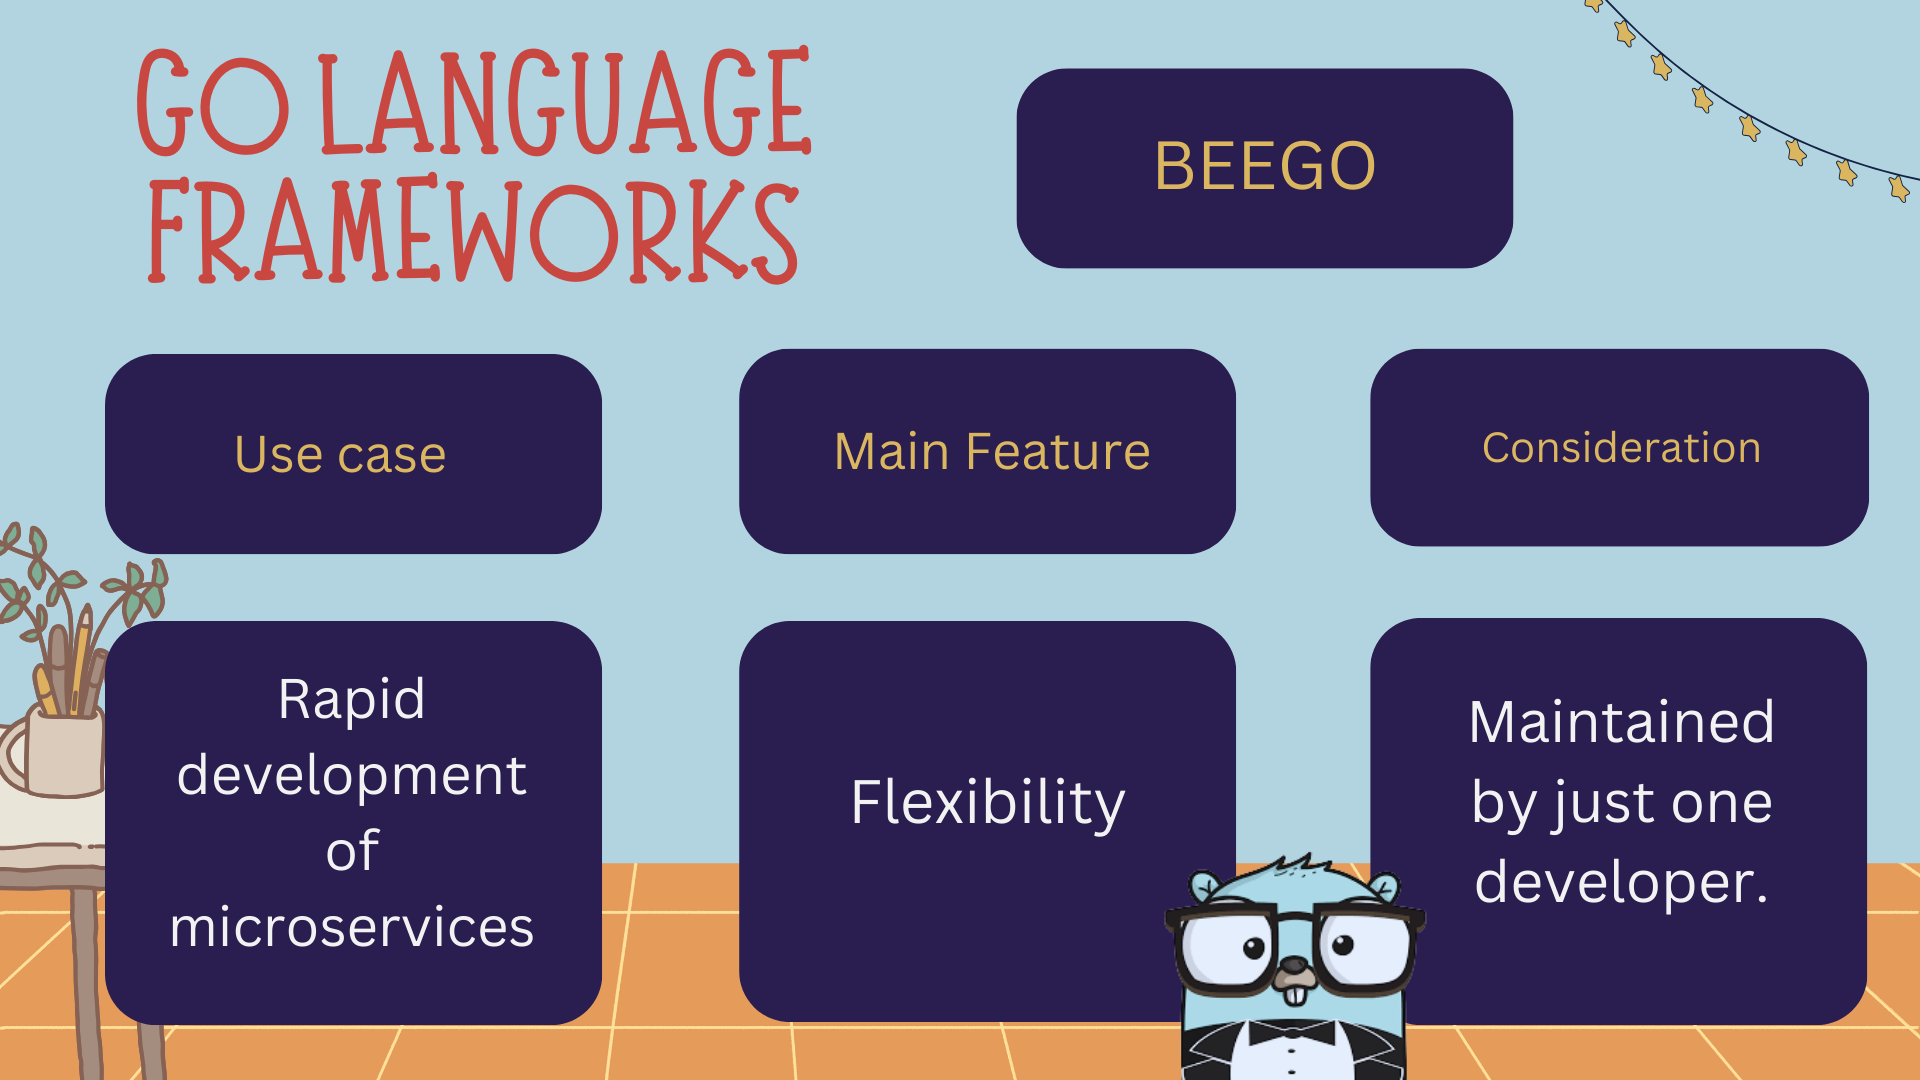 GO LANGUAGE
FRAMEWORKS
BEEGO
Use case
Main Feature
Consideration
Rapid
development
of
microservices
Flexibility
Maintained
by just one
developer.